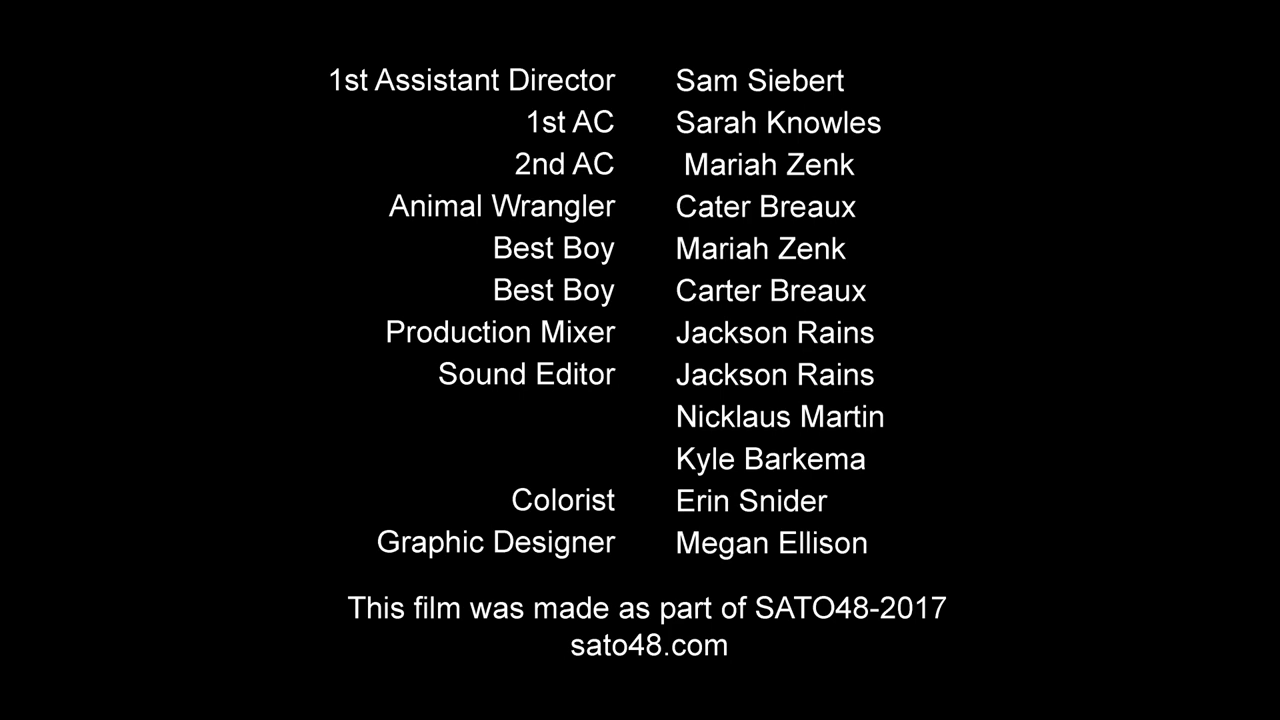 1st Assistant Director Sam Siebert
1st AC Sarah Knowles
2nd AC Mariah Zenk
Animal Wrangler Cater Breaux
Best Boy Mariah Zenk
Best Boy Carter Breaux
Production Mixer Jackson Rains
Sound Editor Jackson Rains
Nicklaus Martin
Kyle Barkema
Colorist Erin Snider
Graphic Designer Megan Ellison
This film was made as part of SATO48-2017
sato48.com